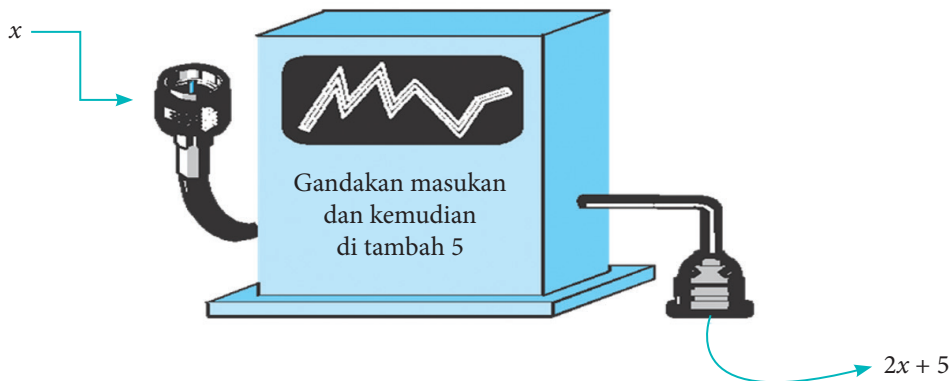 x
Gandakan masukan
dan kemudian
di tambah 5
2x + 5